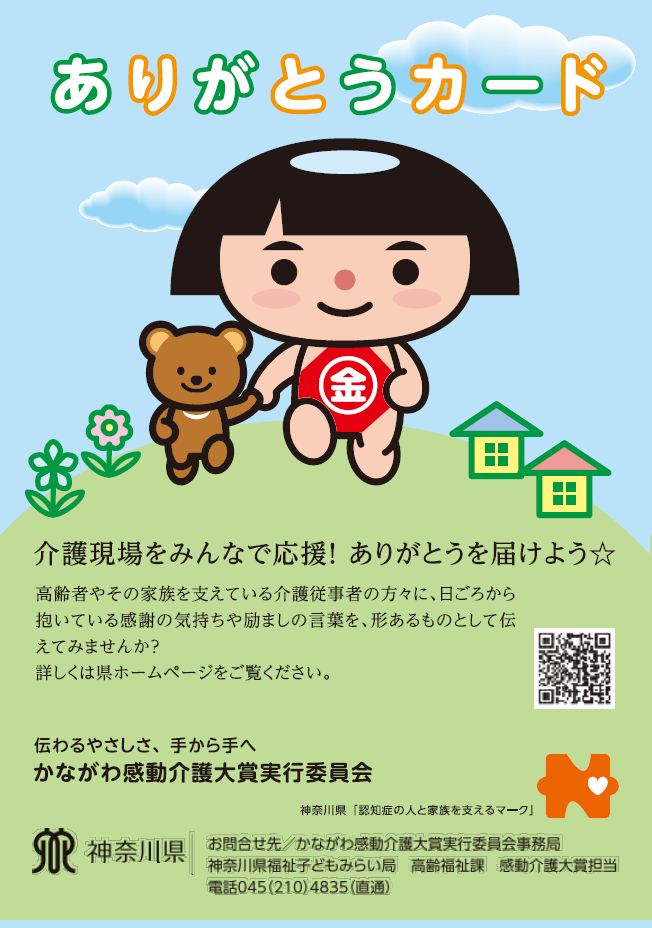 ありがとうカード
金
介護現場をみんなで応援! ありがとうを届けよう☆
高齢者やその家族を支えている介護従事者の方々に、日ごろから
抱いている感謝の気持ちや励ましの言葉を、形あるものとして伝
えてみませんか?
詳しくは県ホームページをご覧ください。
伝わるやさしさ、手から手へ
かながわ感動介護大賞実行委員会
神奈川県「認知症の人と家族を支えるマーク」
神奈川県
お問合せ先／かながわ感動介護大賞実行委員会事務局
神奈川県福祉子どもみらい局 高齢福祉課 感動介護大賞担当
電話045(210)4835(直通)